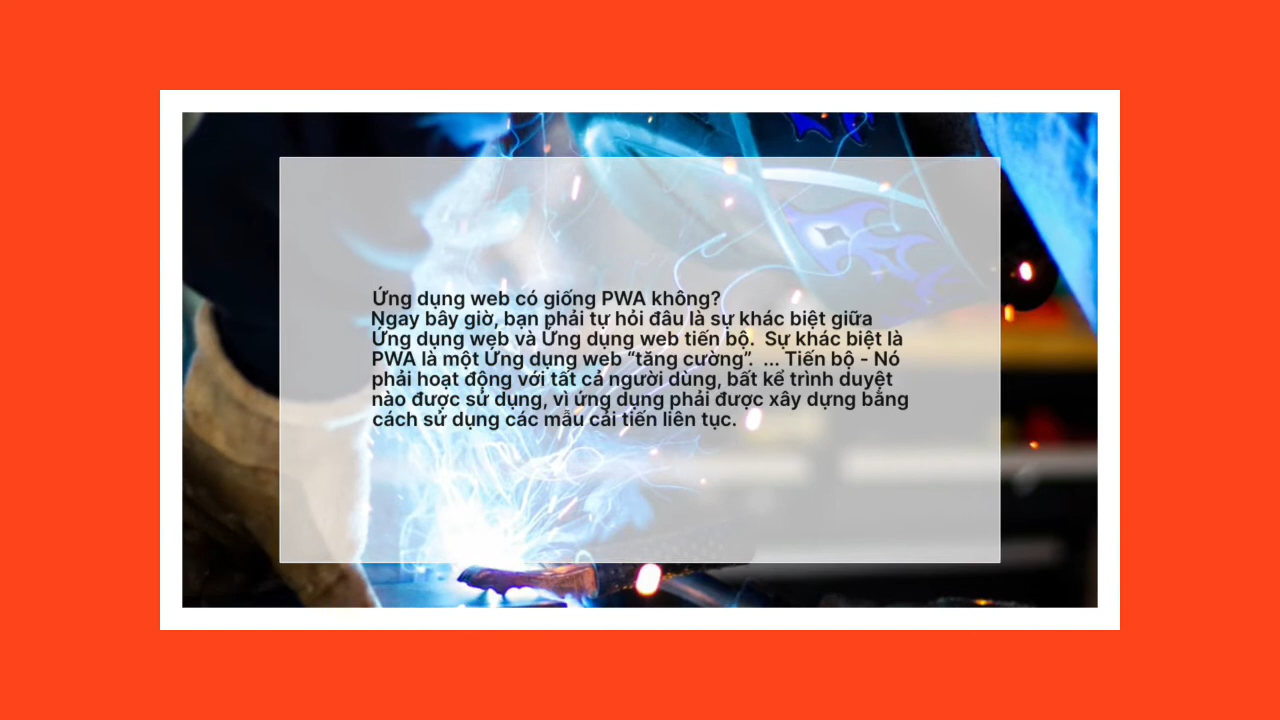 Ứng dụng web có giống PWA không?
Ngay bây giờ, bạn phải tự hỏi đâu là sự khác biệt giữa
Ứng dụng web và Ứng dụng web tiến bộ.  Sự khác biệt là
PWA là một Ứng dụng web “tăng cường”.  ... Tiến bộ - Nó
phải hoạt động với tất cả người dùng, bất kể trình duyệt
nào được sử dụng, vì ứng dụng phải được xây dựng bằng
cách sử dụng các mẫu cải tiến liên tục.